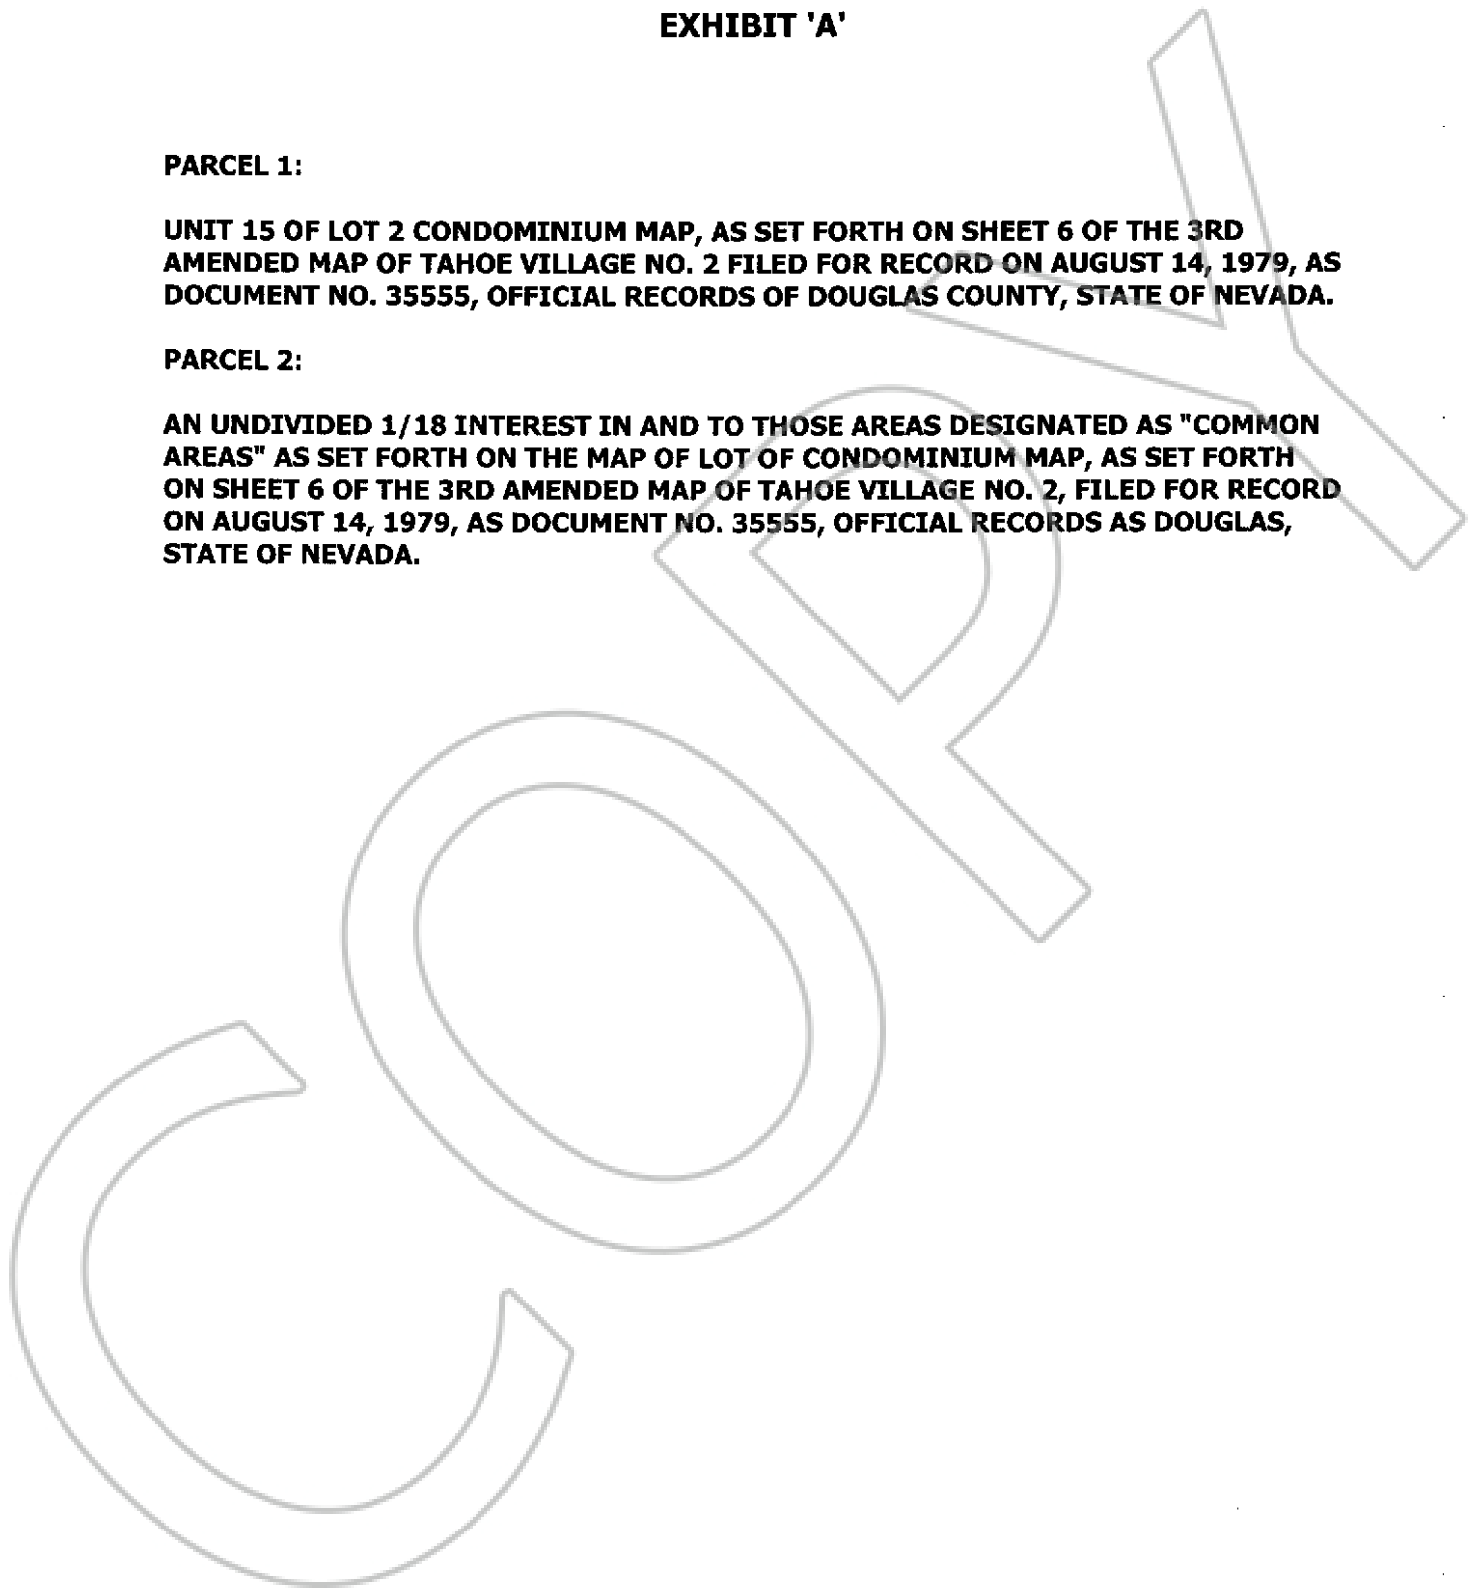 EXHIBIT 'A'
PARCEL 1:
UNIT 15 OF LOT 2 CONDOMINIUM MAP, AS SET FORTH ON SHEET 6 OF THE 3RD
AMENDED MAP OF TAHOE VILLAGE NO. 2 FILED FOR RECORD ON AUGUST 14, 1979, AS
DOCUMENT NO. 35555, OFFICIAL RECORDS OF DOUGLAS COUNTY, STATE OF NEVADA.
PARCEL 2:
AN UNDIVIDED 1/18 INTEREST IN AND TO THOSE AREAS DESIGNATED AS "COMMON
AREAS" AS SET FORTH ON THE MAP OF LOT OF CONDOMINIUM MAP, AS SET FORTH
ON SHEET 6 OF THE 3RD AMENDED MAP OF TAHOE VILLAGE NO. 2, FILED FOR RECORD
ON AUGUST 14, 1979, AS DOCUMENT NO. 35555, OFFICIAL RECORDS AS DOUGLAS,
STATE OF NEVADA.
COPY